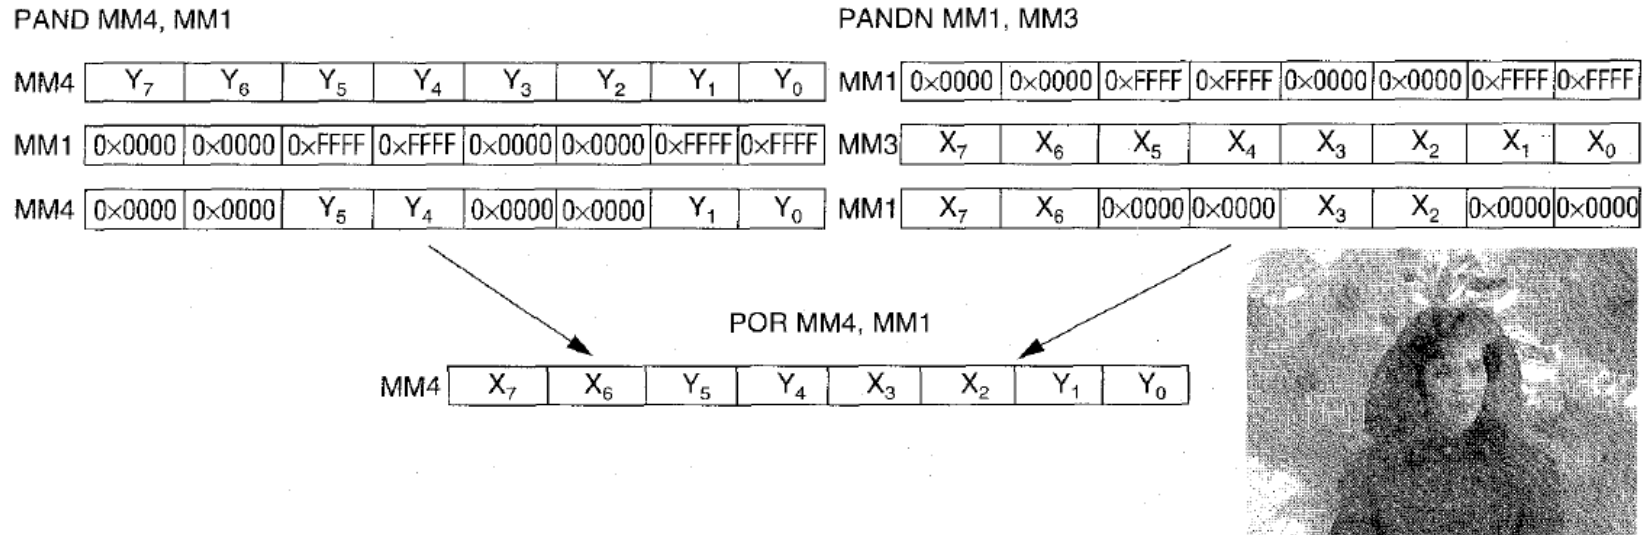 PAND MM4, MM1
MM4 Y₇ Y₆ Y₅ Y₄ Y₃ Y₂ Y₁ Y₀
MM1 0×0000 0×0000 0×FFFF 0×FFFF 0×0000 0×0000 0×FFFF 0×FFFF
MM4 0×0000 0×0000 Y₅ Y₄ 0×0000 0×0000 Y₁ Y₀
PANDN MM1, MM3
MM1 0×0000 0×0000 0×FFFF 0×FFFF 0×0000 0×0000 0×FFFF 0×FFFF
MM3 X₇ X₆ X₅ X₄ X₃ X₂ X₁ X₀
MM1 X₇ X₆ 0×0000 0×0000 X₃ X₂ 0×0000 0×0000
POR MM4, MM1
MM4 X₇ X₆ Y₅ Y₄ X₃ X₂ Y₁ Y₀